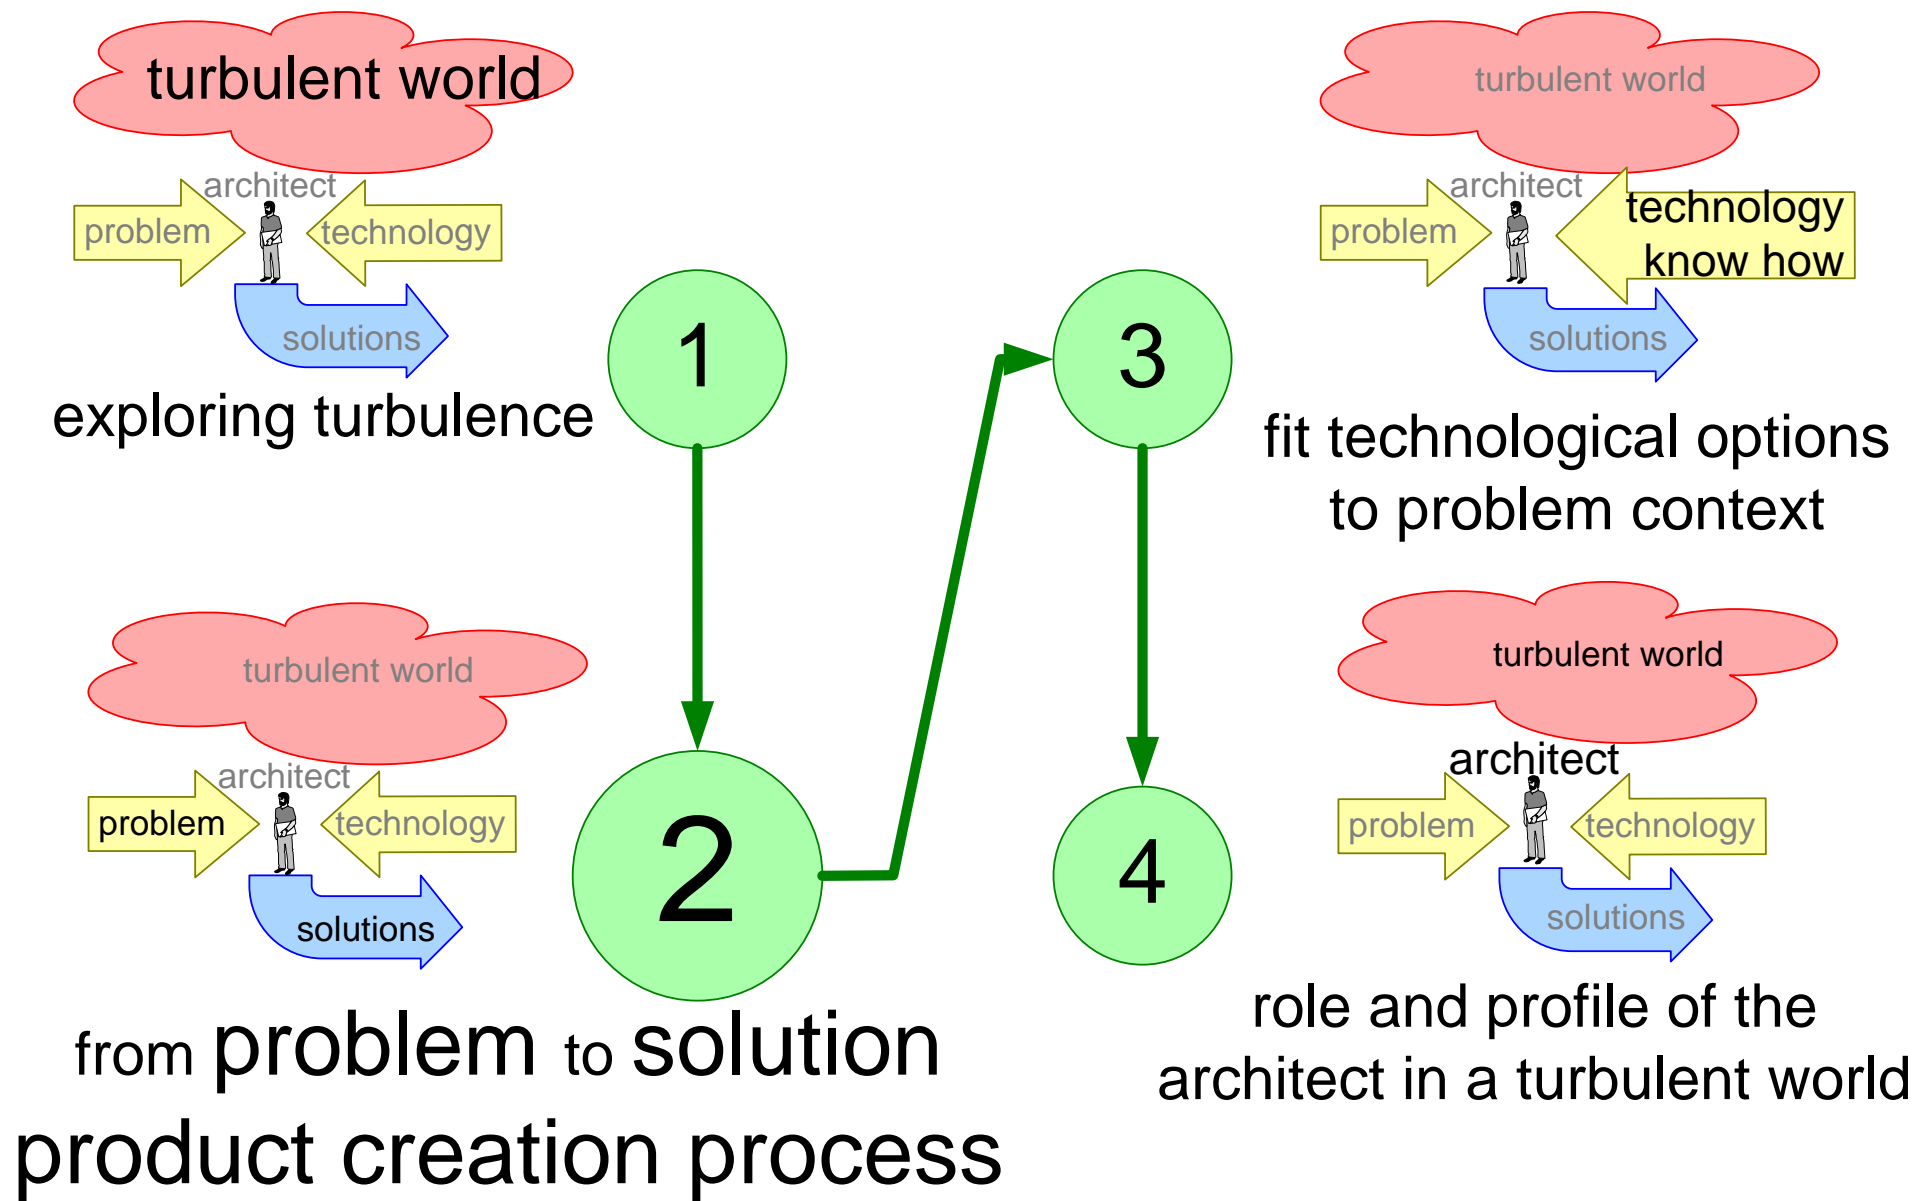 turbulent world
architect
problem
technology
solutions
exploring turbulence
1
turbulent world
architect
problem
technology
solutions
2
from problem to solution
product creation process
3
turbulent world
architect
problem
technology
know how
solutions
fit technological options
to problem context
4
turbulent world
architect
problem
technology
solutions
role and profile of the
architect in a turbulent world